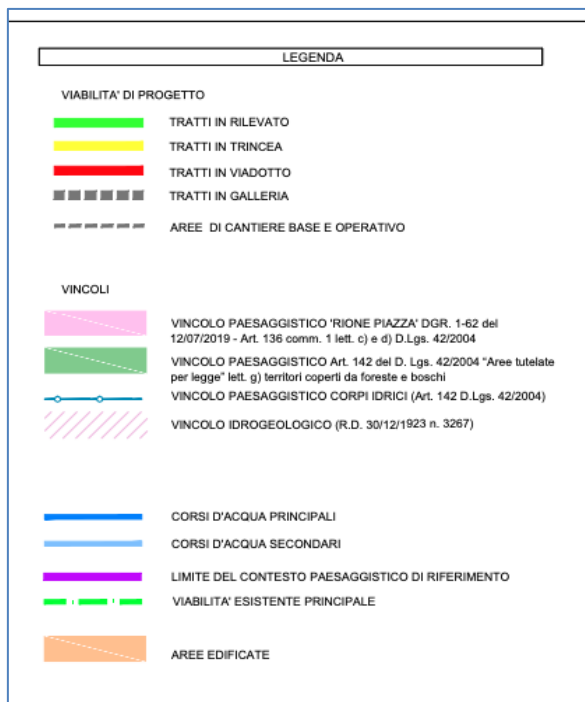 LEGENDA
VIABILITA' DI PROGETTO
TRATTI IN RILEVATO
TRATTI IN TRINCEA
TRATTI IN VIADOTTO
TRATTI IN GALLERIA
AREE DI CANTIERE BASE E OPERATIVO
VINCOLI
VINCOLO PAESAGGISTICO 'RIONE PIAZZA' DGR. 1-62 del
12/07/2019 - Art. 136 comm. 1 lett. c) e d) D.Lgs. 42/2004
VINCOLO PAESAGGISTICO Art. 142 del D. Lgs. 42/2004 “Aree tutelate
per legge” lett. g) territori coperti da foreste e boschi
VINCOLO PAESAGGISTICO CORPI IDRICI (Art. 142 D.Lgs. 42/2004)
VINCOLO IDROGEOLOGICO (R.D. 30/12/1923 n. 3267)
CORSI D'ACQUA PRINCIPALI
CORSI D'ACQUA SECONDARI
LIMITE DEL CONTESTO PAESAGGISTICO DI RIFERIMENTO
VIABILITA' ESISTENTE PRINCIPALE
AREE EDIFICATE